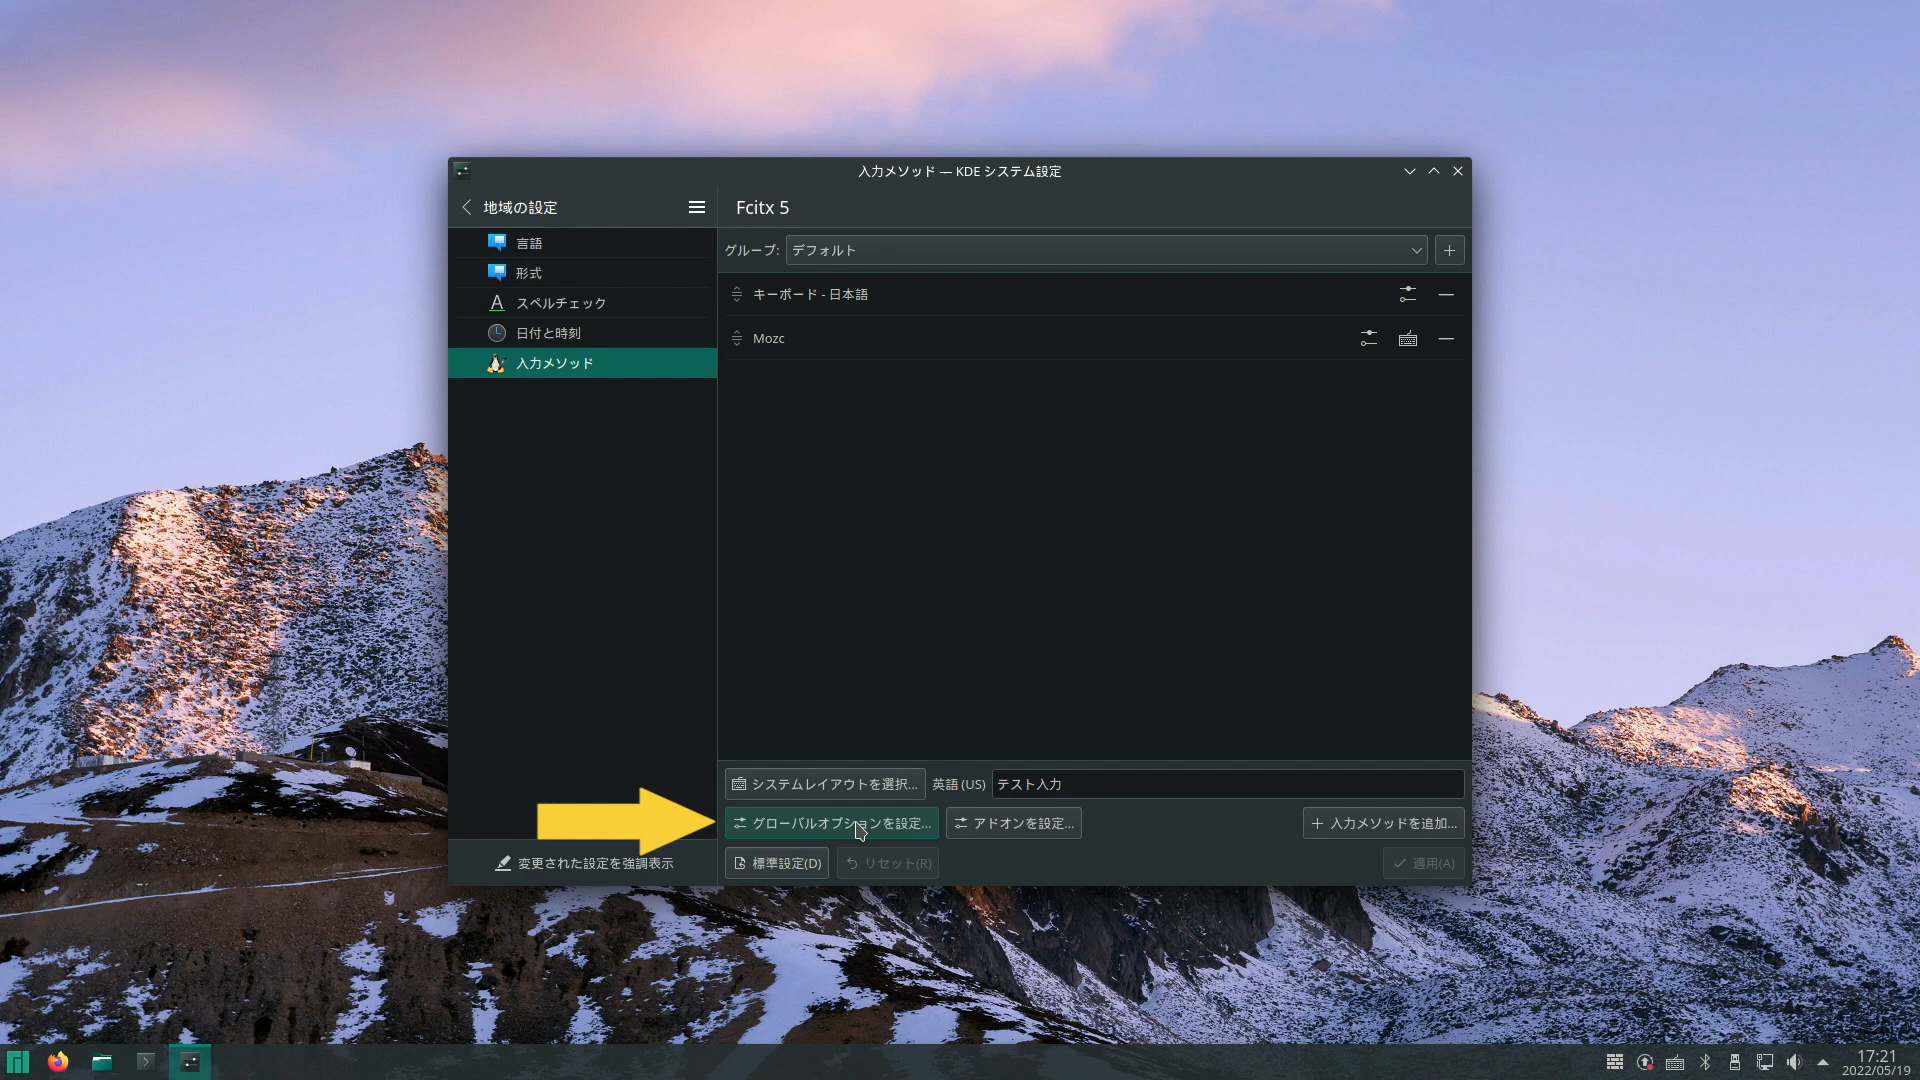 入力メソッド — KDE システム設定
地域の設定
Fcitx 5
言語
形式
スペルチェック
日付と時刻
入力メソッド
グループ: デフォルト
キーボード - 日本語
Mozc
システムレイアウトを選択... 英語 (US) テスト入力
グローバルオプションを設定... アドオンを設定... 入力メソッドを追加...
変更された設定を強調表示
標準設定(D) リセット(R) 適用(A)
17:21
2022/05/19